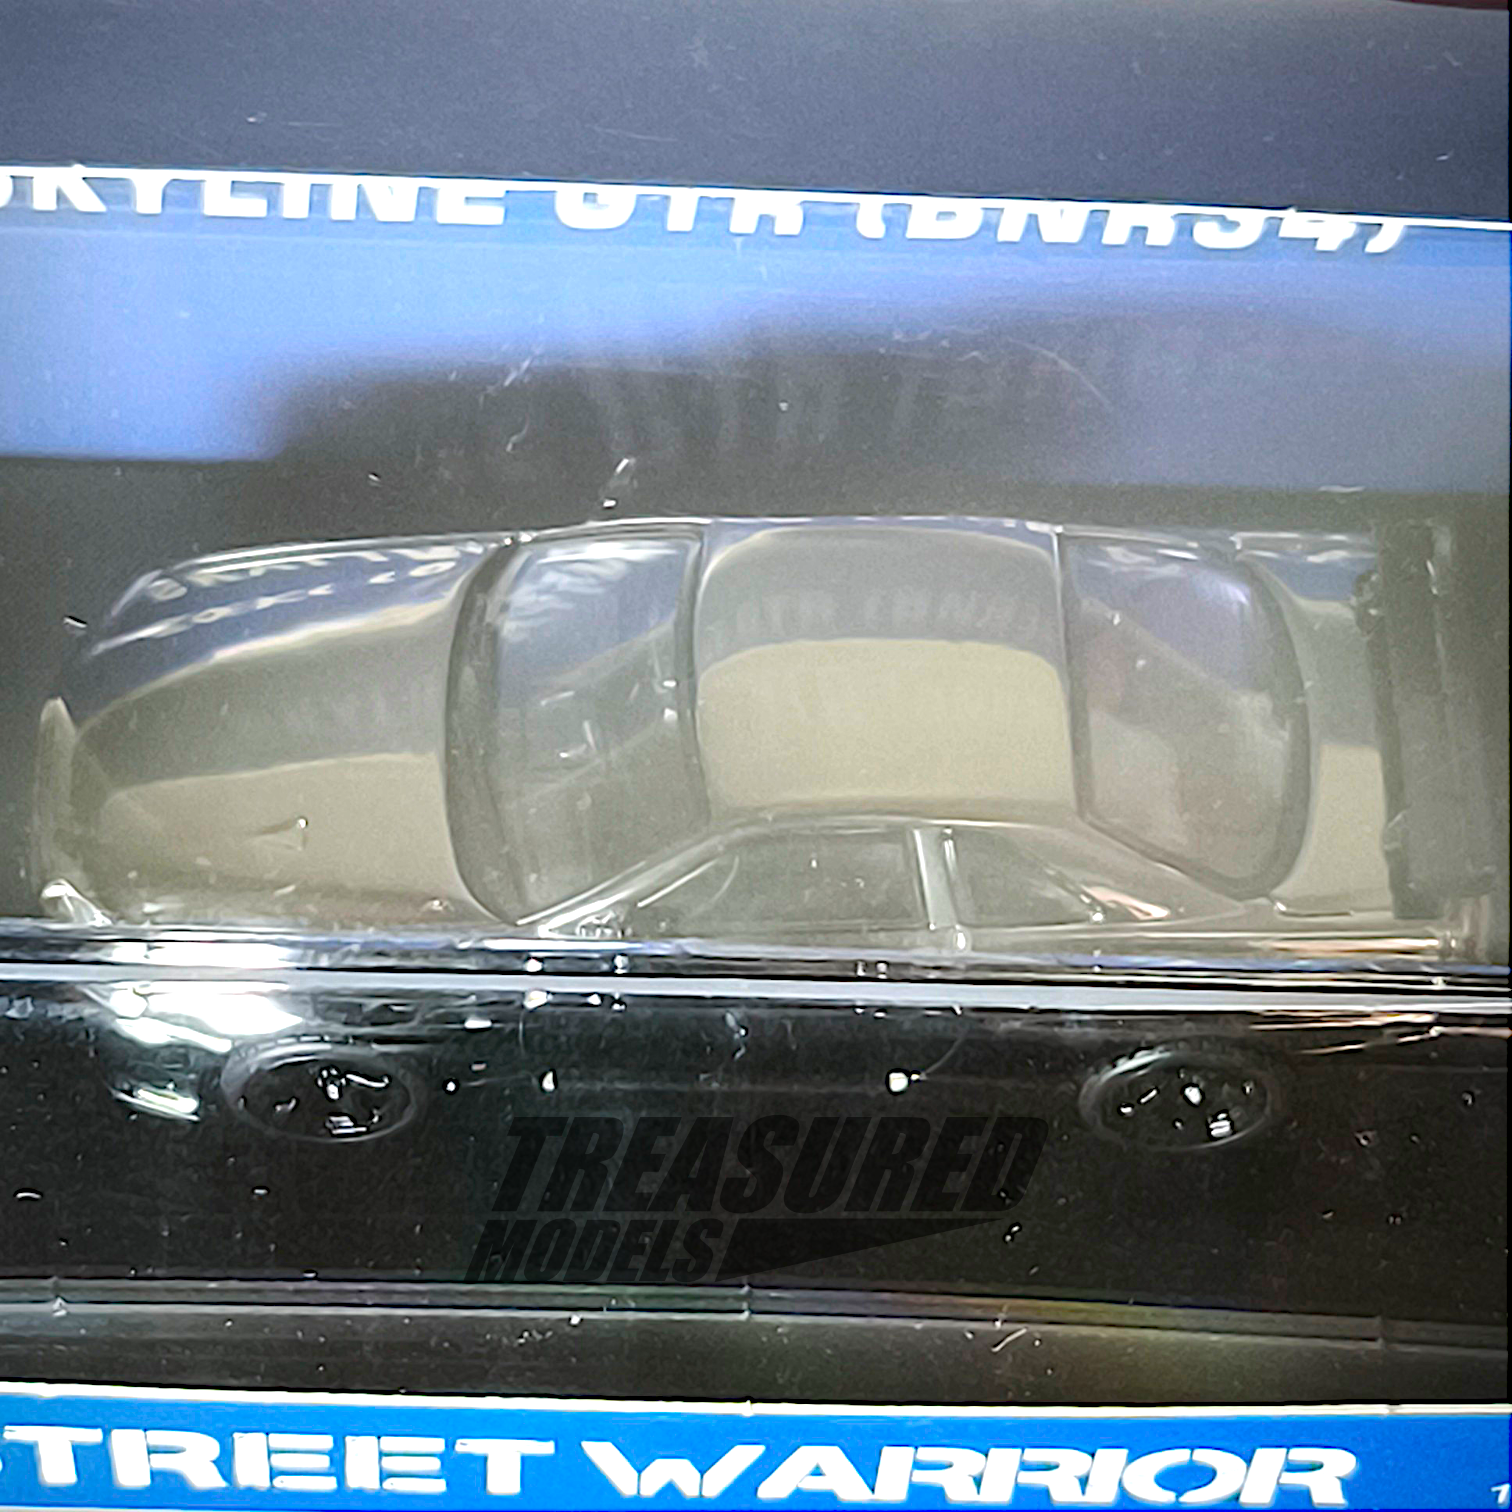 SKYLINE GTR (BNR34)
TREASURED
MODELS
STREET WARRIOR